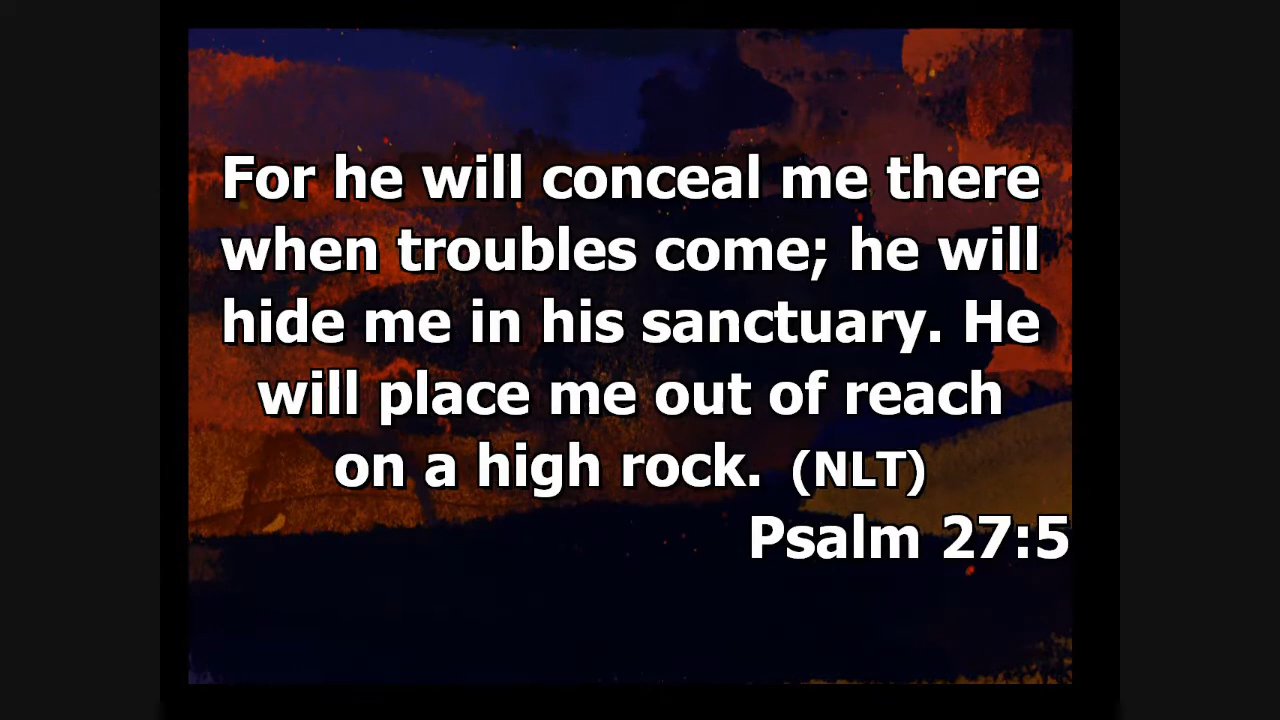 For he will conceal me there
when troubles come; he will
hide me in his sanctuary. He
will place me out of reach
on a high rock. (NLT)
Psalm 27:5